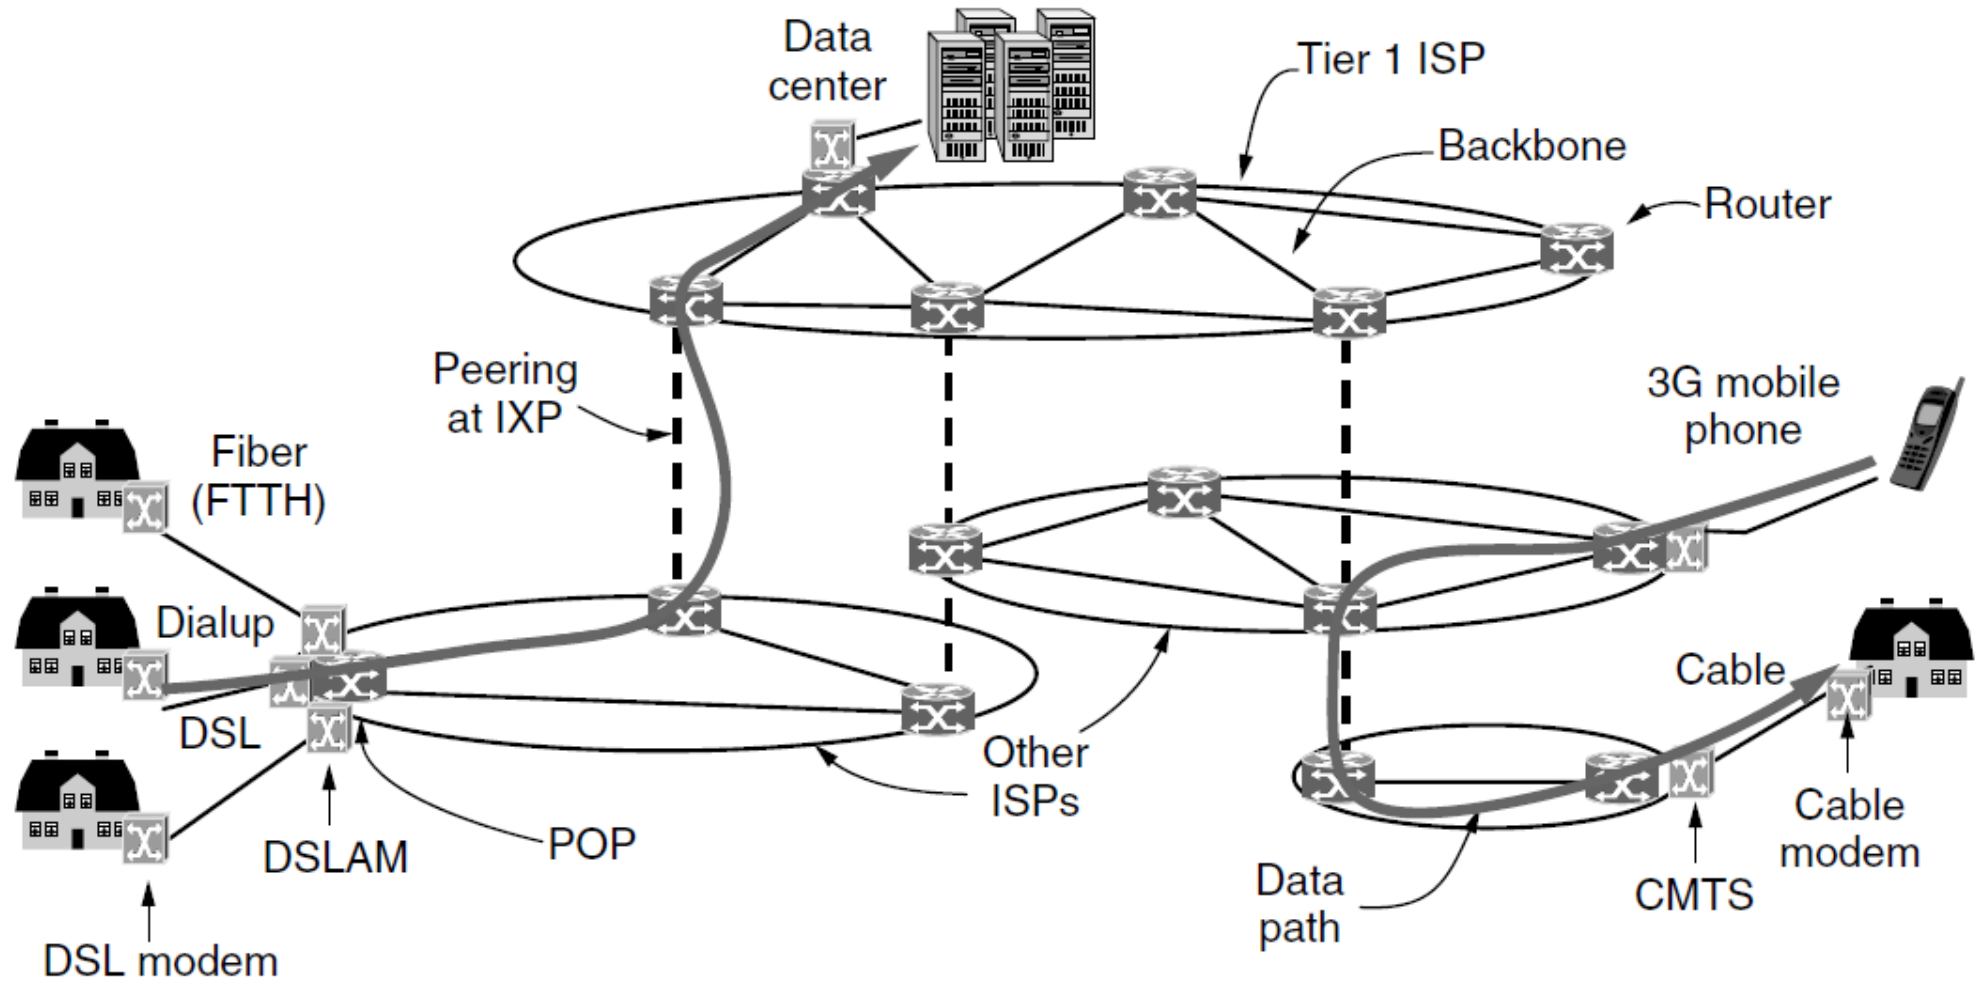 Data
center
Tier 1 ISP
Backbone
Router
Peering
at IXP
3G mobile
phone
Fiber
(FTTH)
Dialup
DSL
Cable
Other
ISPs
POP
DSLAM
DSL modem
Data
path
CMTS
Cable
modem